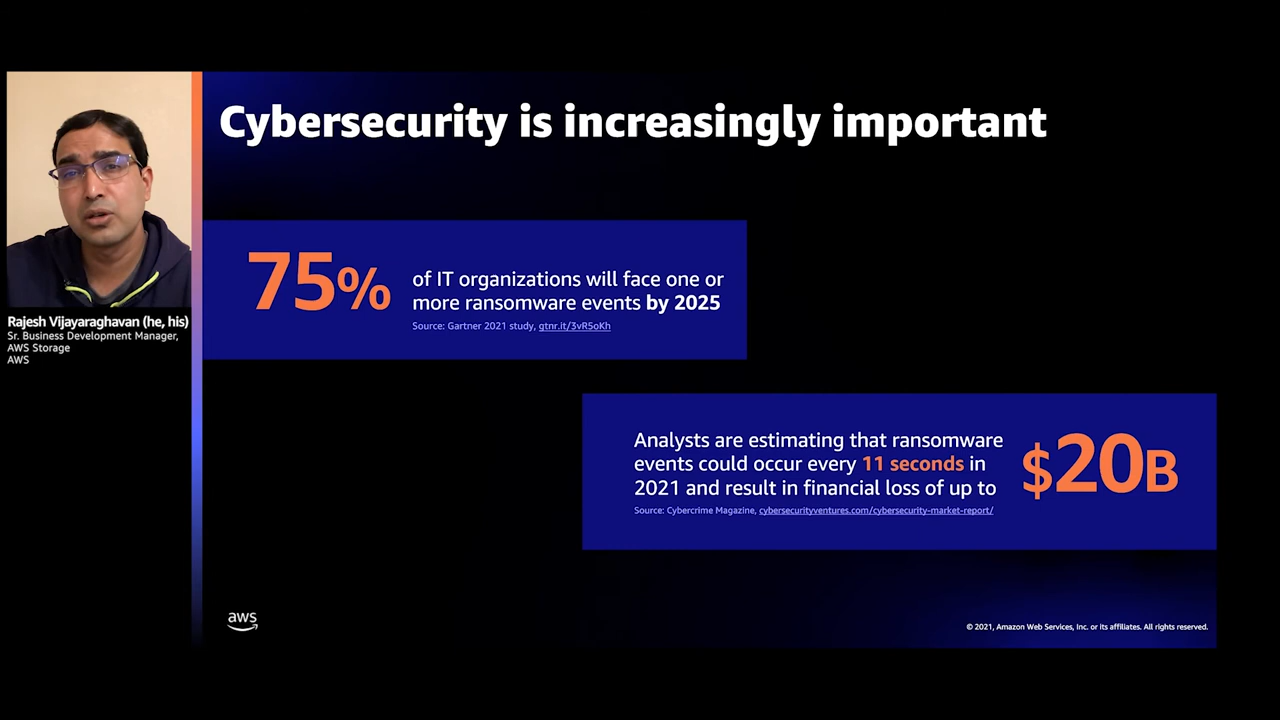 Cybersecurity is increasingly important
75%
of IT organizations will face one or
more ransomware events by 2025
Source: Gartner 2021 study, gtnr.it/3vR5oKh
Rajesh Vijayaraghavan (he, his)
Sr. Business Development Manager,
AWS Storage
AWS
Analysts are estimating that ransomware
events could occur every 11 seconds in
2021 and result in financial loss of up to
Source: Cybercrime Magazine, cybersecurityventures.com/cybersecurity-market-report/
$20B
aws
© 2021, Amazon Web Services, Inc. or its affiliates. All rights reserved.